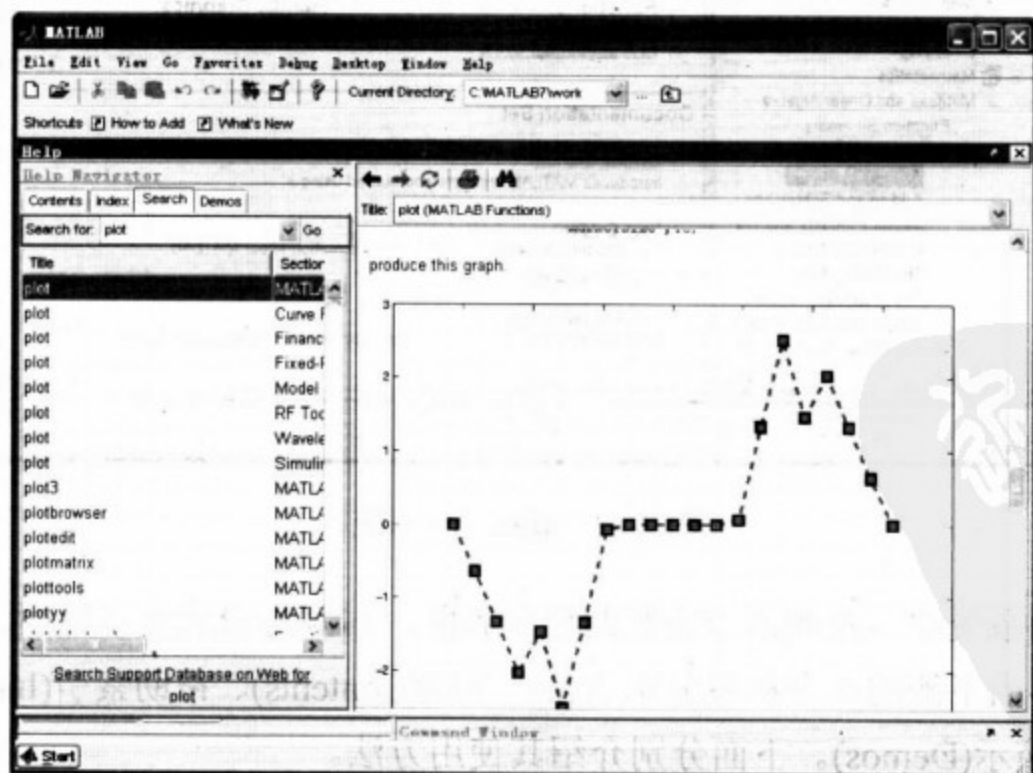 MATLAB
File Edit View Go Favorites Debug Desktop Window Help
Current Directory: C:\MATLAB7\work
Shortcuts How to Add What's New
Help
Help Navigator
Contents Index Search Demos
Search for: plot Go
Title Section
plot MATLA
plot Curve F
plot Financ
plot Fixed-F
plot Model
plot RF Too
plot Wavele
plot Simulin
plot3 MATLA
plotbrowser MATLA
plotedit MATLA
plotmatrix MATLA
plottools MATLA
plotyy MATLA
Search Support Database on Web for
plot
Title: plot (MATLAB Functions)
produce this graph.
3
2
1
0
-1
-2
Command Window
Start